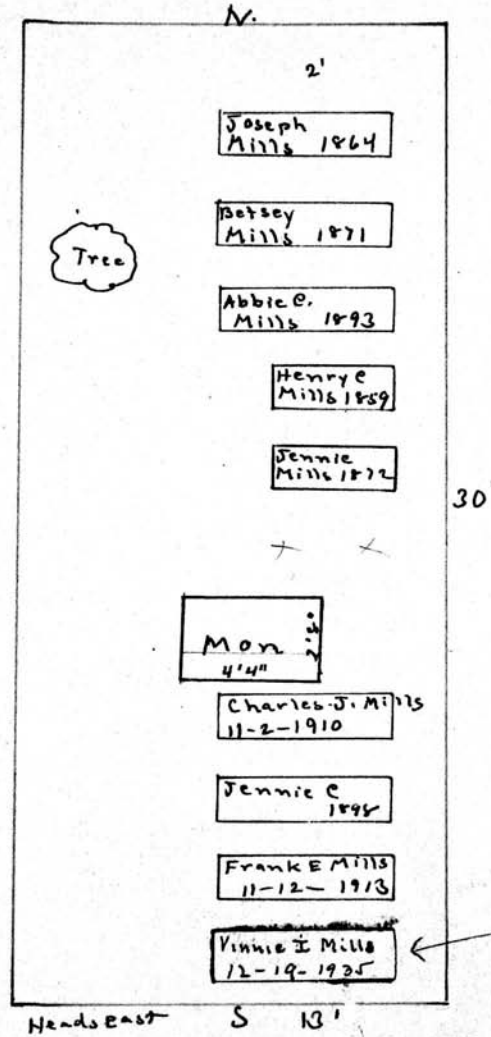 N.
2'
Joseph
Mills 1864
Betsey
Mills 1871
Tree
Abbie C.
Mills 1893
Henry C
Mills 1859
Jennie
Mills 1872
30'
Mon
2'8"
4'4"
Charles J. Mills
11-2-1910
Jennie C
1898
Frank E Mills
11-12-1913
Vinnie I Mills
12-19-1935
Heads East S 13'